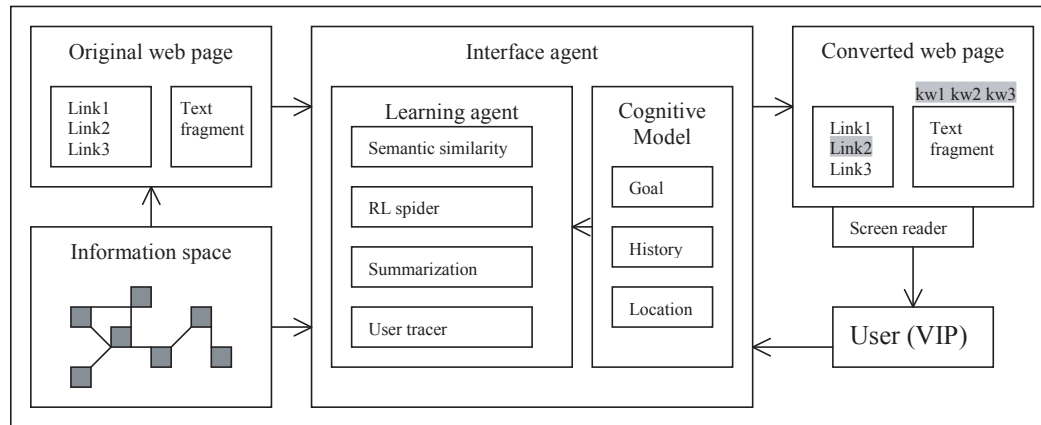 Original web page
Link1
Link2
Link3
Text
fragment
Information space
Interface agent
Learning agent
Semantic similarity
RL spider
Summarization
User tracer
Cognitive
Model
Goal
History
Location
Converted web page
kw1 kw2 kw3
Link1
Link2
Link3
Text
fragment
Screen reader
User (VIP)